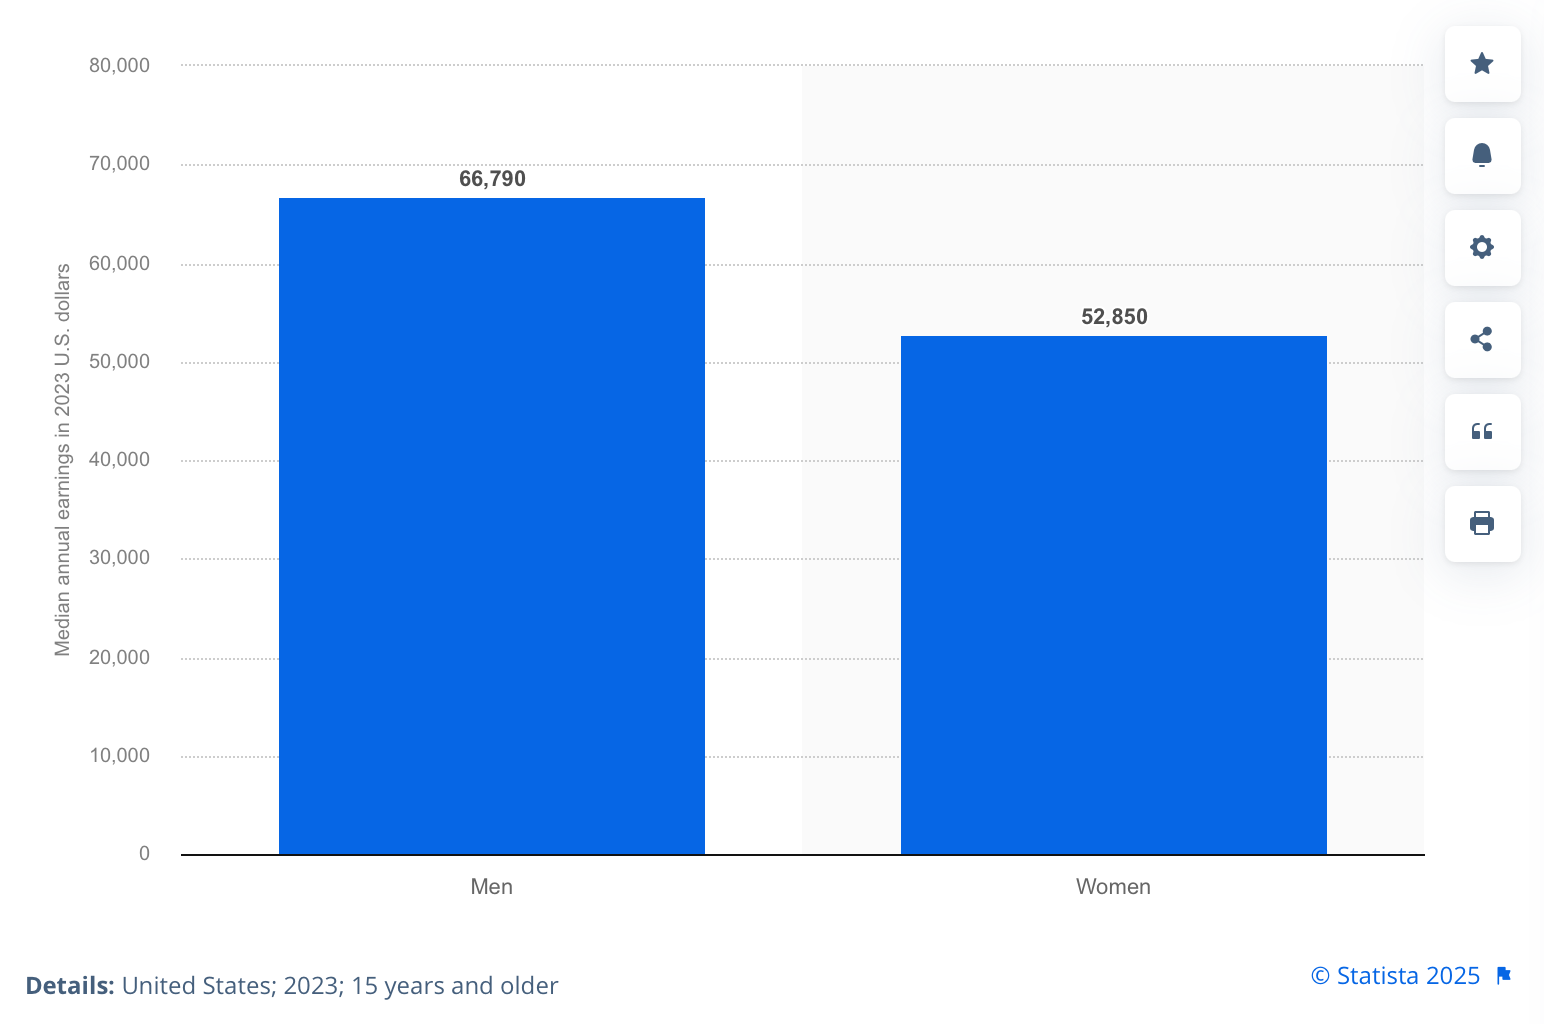 80,000
70,000
60,000
50,000
40,000
30,000
20,000
10,000
0
Median annual earnings in 2023 U.S. dollars
66,790
52,850
Men
Women
Details: United States; 2023; 15 years and older
© Statista 2025